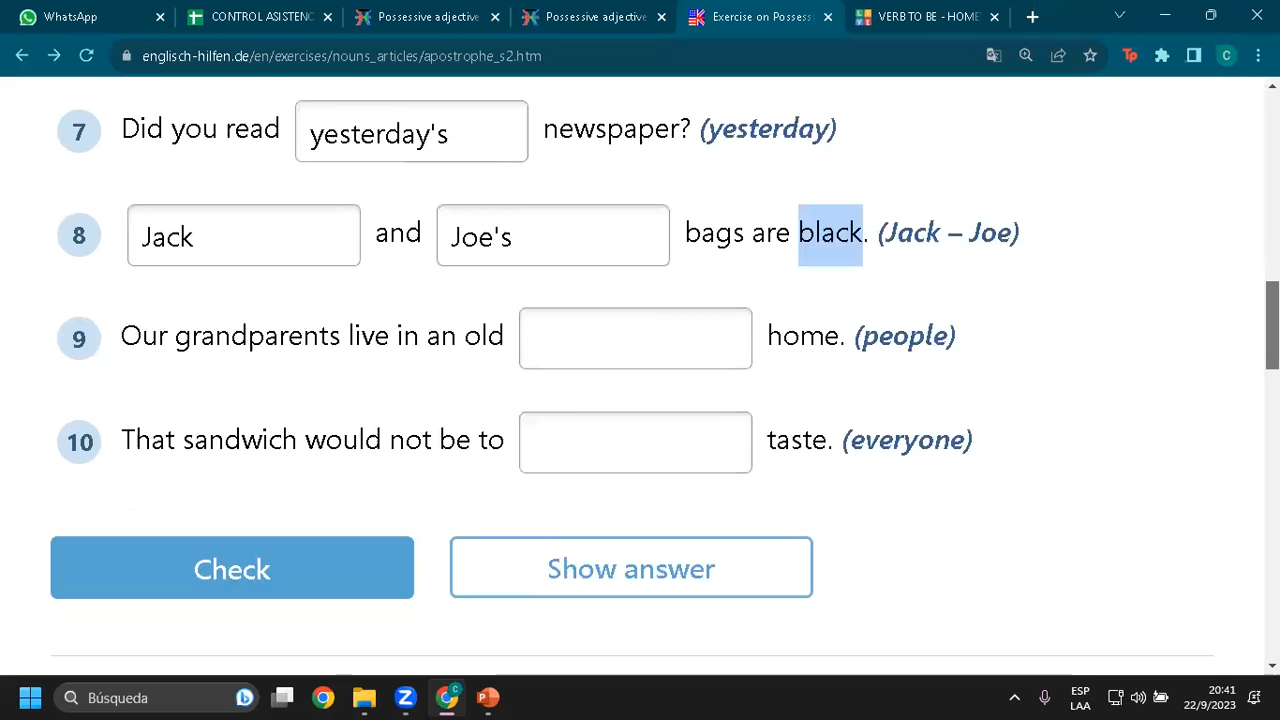 WhatsApp
CONTROL ASISTENC
Possessive adjective
Possessive adjective
Exercise on Possess
VERB TO BE - HOME
englisch-hilfen.de/en/exercises/nouns_articles/apostrophe_s2.htm
Tp
C
7 Did you read yesterday's newspaper? (yesterday)
8 Jack and Joe's bags are black. (Jack – Joe)
9 Our grandparents live in an old home. (people)
10 That sandwich would not be to taste. (everyone)
Check Show answer
Búsqueda
ESP
LAA
20:41
22/9/2023